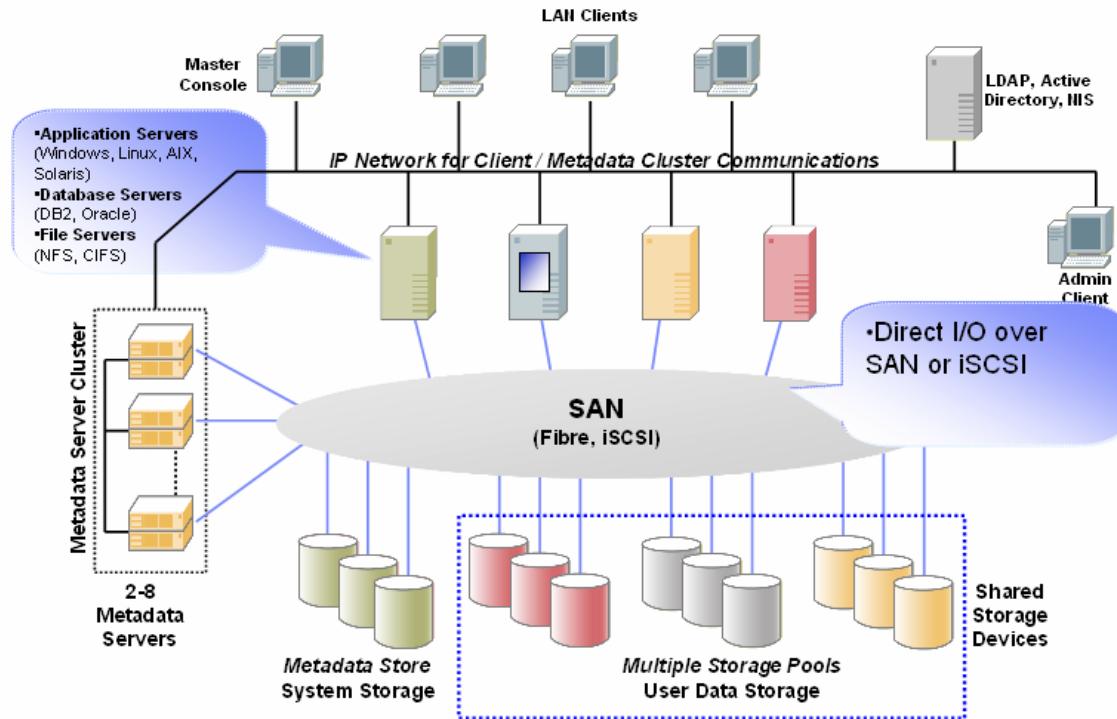 LAN Clients
Master
Console
LDAP, Active
Directory, NIS
•Application Servers
(Windows, Linux, AIX,
Solaris)
•Database Servers
(DB2, Oracle)
•File Servers
(NFS, CIFS)
IP Network for Client / Metadata Cluster Communications
Admin
Client
•Direct I/O over
SAN or iSCSI
Metadata Server Cluster
SAN
(Fibre, iSCSI)
2-8
Metadata
Servers
Metadata Store
System Storage
Multiple Storage Pools
User Data Storage
Shared
Storage
Devices